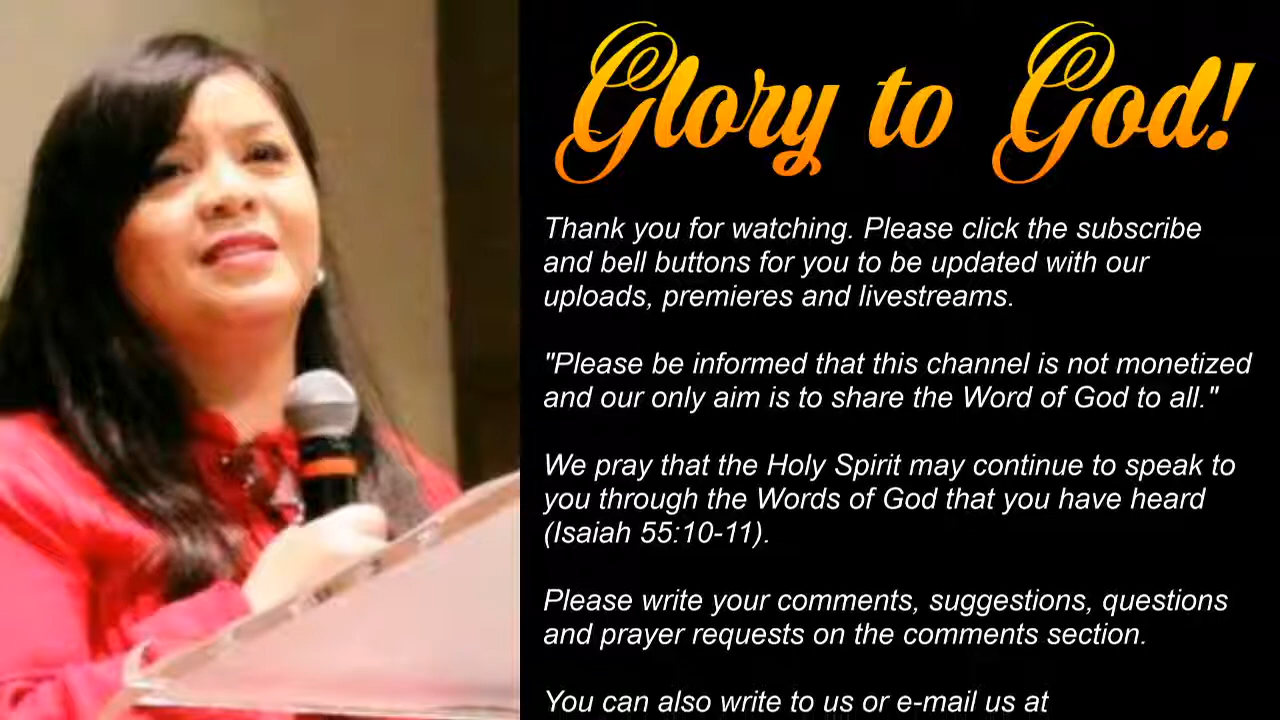 Glory to God!
Thank you for watching. Please click the subscribe
and bell buttons for you to be updated with our
uploads, premieres and livestreams.
"Please be informed that this channel is not monetized
and our only aim is to share the Word of God to all."
We pray that the Holy Spirit may continue to speak to
you through the Words of God that you have heard
(Isaiah 55:10-11).
Please write your comments, suggestions, questions
and prayer requests on the comments section.
You can also write to us or e-mail us at